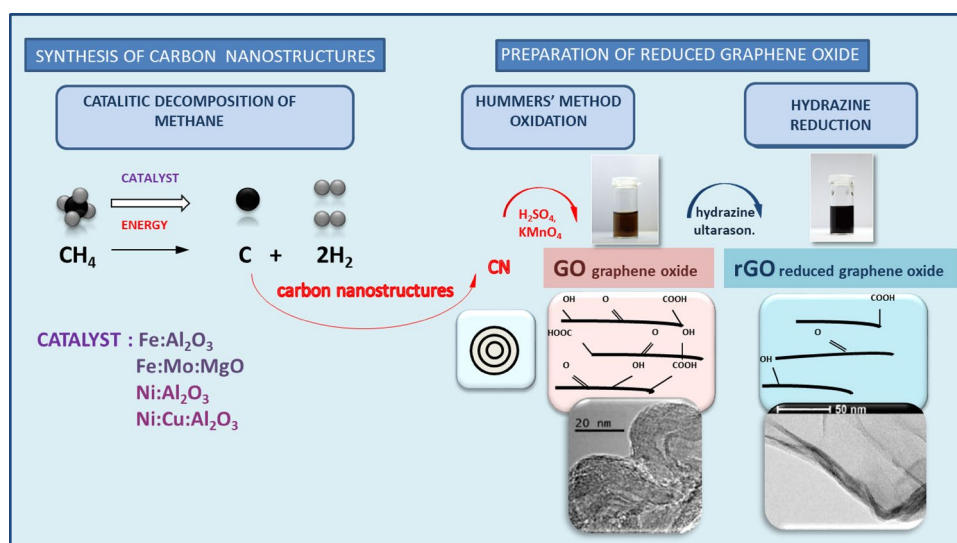 SYNTHESIS OF CARBON NANOSTRUCTURES
PREPARATION OF REDUCED GRAPHENE OXIDE
CATALITIC DECOMPOSITION OF
METHANE
HUMMERS' METHOD
OXIDATION
HYDRAZINE
REDUCTION
CATALYST
ENERGY
CH₄
C + 2H₂
carbon nanostructures
CN
H₂SO₄,
KMnO₄
hydrazine
ultarason.
GO graphene oxide
rGO reduced graphene oxide
CATALYST : Fe:Al₂O₃
Fe:Mo:MgO
Ni:Al₂O₃
Ni:Cu:Al₂O₃
OH O COOH
HOOC O OH
O OH COOH
COOH
O
OH
20 nm
50 nm